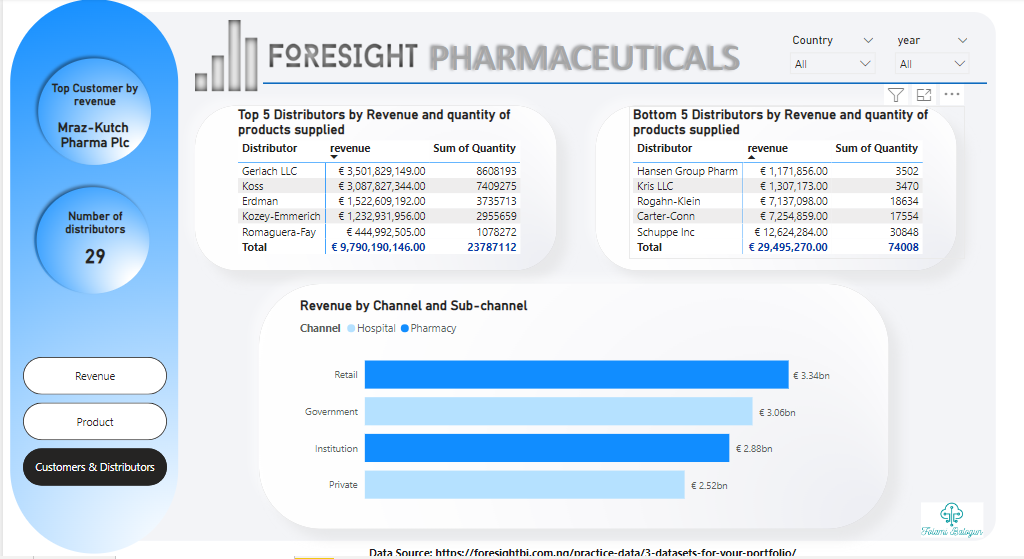 FORESIGHT PHARMACEUTICALS
Country
All
year
All
Top Customer by
revenue
Mraz-Kutch
Pharma Plc
Number of
distributors
29
Revenue
Product
Customers & Distributors
Top 5 Distributors by Revenue and quantity of
products supplied
Distributor revenue Sum of Quantity
Gerlach LLC € 3,501,829,149.00 8608193
Koss € 3,087,827,344.00 7409275
Erdman € 1,522,609,192.00 3735713
Kozey-Emmerich € 1,232,931,956.00 2955659
Romaguera-Fay € 444,992,505.00 1078272
Total € 9,790,190,146.00 23787112
Bottom 5 Distributors by Revenue and quantity of
products supplied
Distributor revenue Sum of Quantity
Hansen Group Pharm € 1,171,856.00 3502
Kris LLC € 1,307,173.00 3470
Rogahn-Klein € 7,137,098.00 18634
Carter-Conn € 7,254,859.00 17554
Schuppe Inc € 12,624,284.00 30848
Total € 29,495,270.00 74008
Revenue by Channel and Sub-channel
Channel Hospital Pharmacy
Retail € 3.34bn
Government € 3.06bn
Institution € 2.88bn
Private € 2.52bn
Folami Balogun
Data Source: https://foresightbi.com.ng/practice-data/3-datasets-for-your-portfolio/